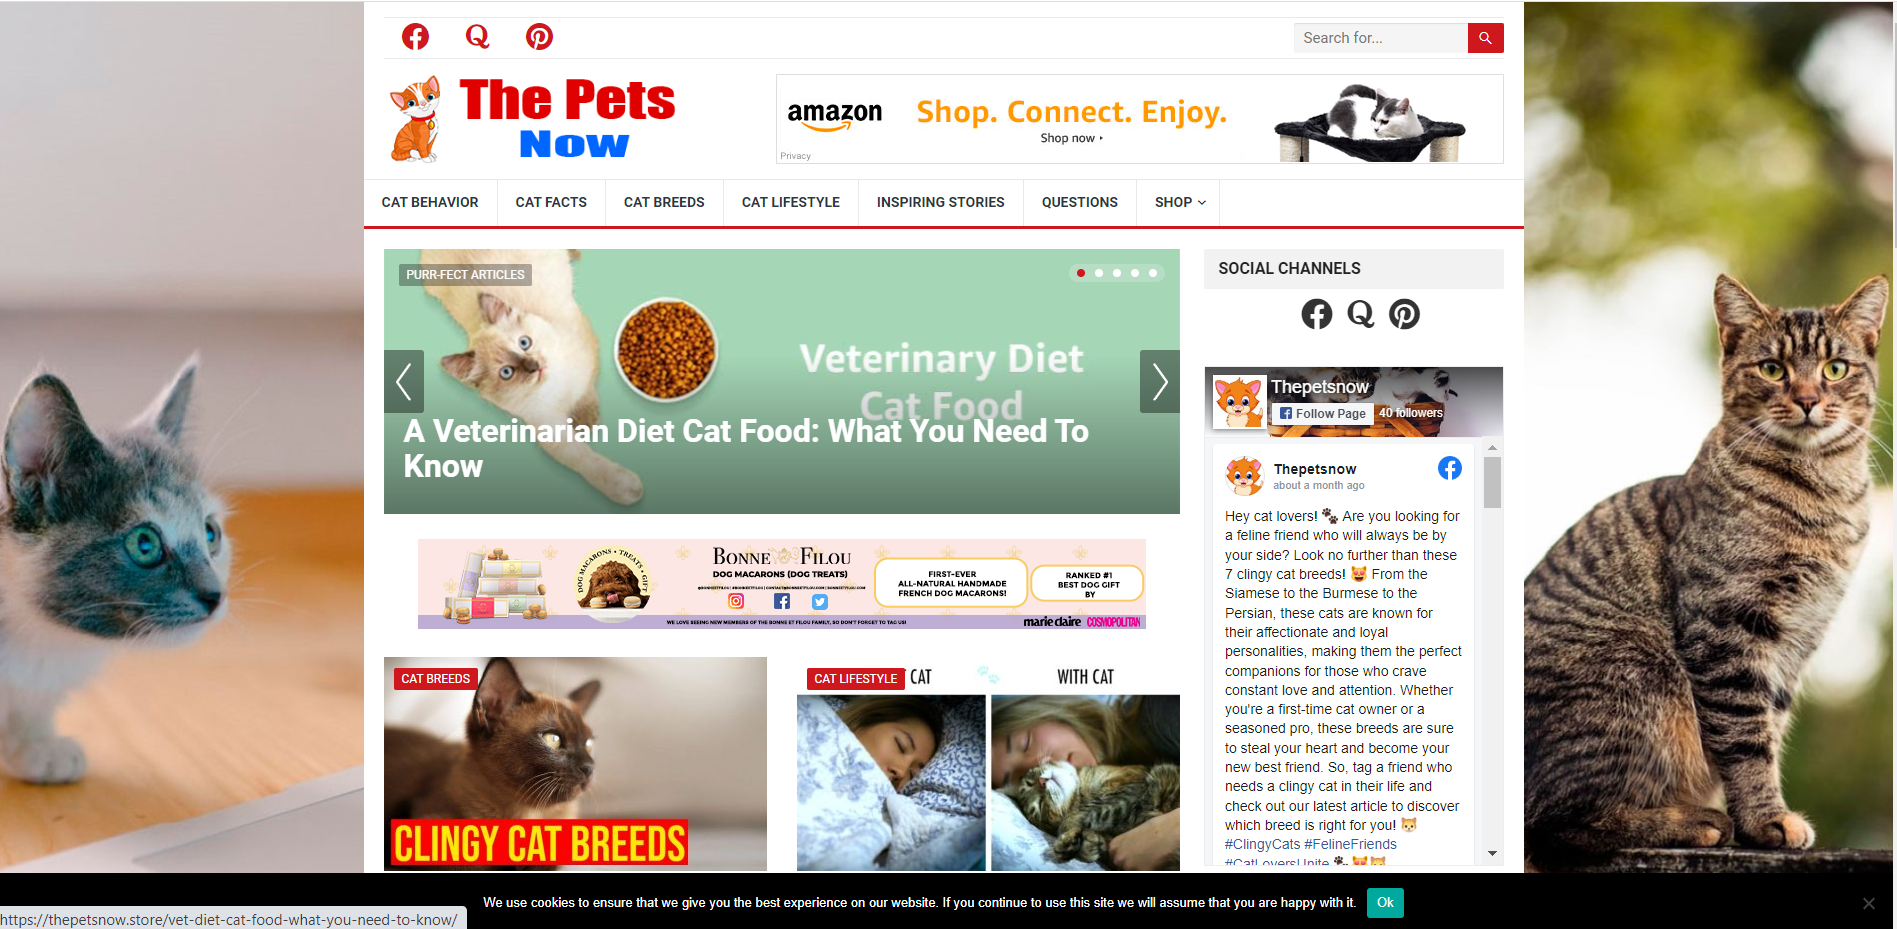 Search for...
The Pets
Now
amazon
Shop. Connect. Enjoy.
Shop now
Privacy
CAT BEHAVIOR
CAT FACTS
CAT BREEDS
CAT LIFESTYLE
INSPIRING STORIES
QUESTIONS
SHOP
PURR-FECT ARTICLES
Veterinary Diet
Cat Food
A Veterinarian Diet Cat Food: What You Need To
Know
BONNE FILOU
DOG MACARONS (DOG TREATS)
DOG MACARONS • TREATS • GIFT
FIRST-EVER
ALL-NATURAL HANDMADE
FRENCH DOG MACARONS!
RANKED #1
BEST DOG GIFT
BY
WE LOVE SEEING NEW MEMBERS OF THE BONNE ET FILOU FAMILY, SO DON'T FORGET TO TAG US!
marie claire COSMOPOLITAN
CAT BREEDS
CLINGY CAT BREEDS
CAT LIFESTYLE
CAT
WITH CAT
SOCIAL CHANNELS
Thepetsnow
Follow Page
40 followers
Thepetsnow
about a month ago
Hey cat lovers! 🐾 Are you looking for
a feline friend who will always be by
your side? Look no further than these
7 clingy cat breeds! 😻 From the
Siamese to the Burmese to the
Persian, these cats are known for
their affectionate and loyal
personalities, making them the perfect
companions for those who crave
constant love and attention. Whether
you're a first-time cat owner or a
seasoned pro, these breeds are sure
to steal your heart and become your
new best friend. So, tag a friend who
needs a clingy cat in their life and
check out our latest article to discover
which breed is right for you! 🐱
#ClingyCats #FelineFriends
#CatLoversUnite 🐾😻🐱
We use cookies to ensure that we give you the best experience on our website. If you continue to use this site we will assume that you are happy with it.
Ok
https://thepetsnow.store/vet-diet-cat-food-what-you-need-to-know/